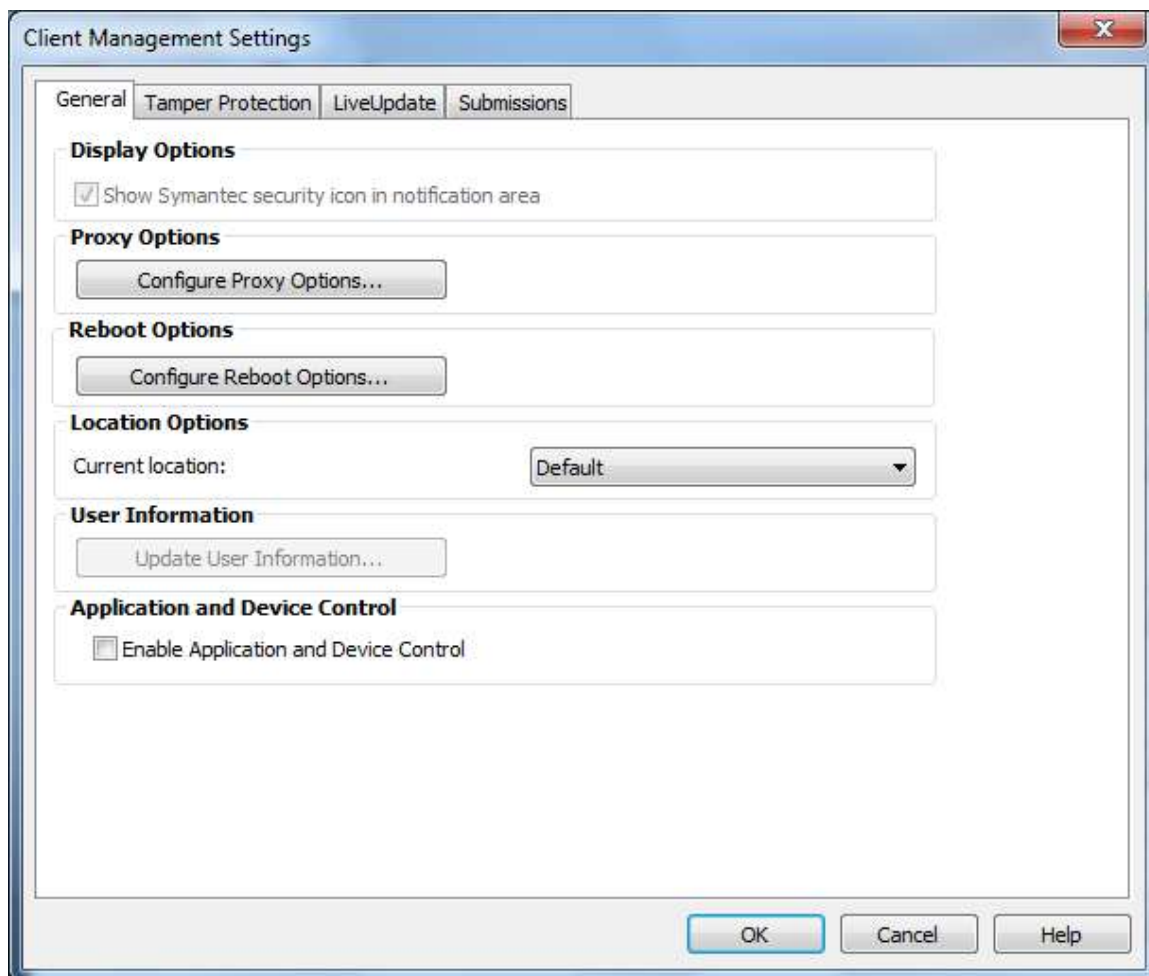 Client Management Settings
General Tamper Protection LiveUpdate Submissions
Display Options
Show Symantec security icon in notification area
Proxy Options
Configure Proxy Options...
Reboot Options
Configure Reboot Options...
Location Options
Current location: Default
User Information
Update User Information...
Application and Device Control
Enable Application and Device Control
OK Cancel Help